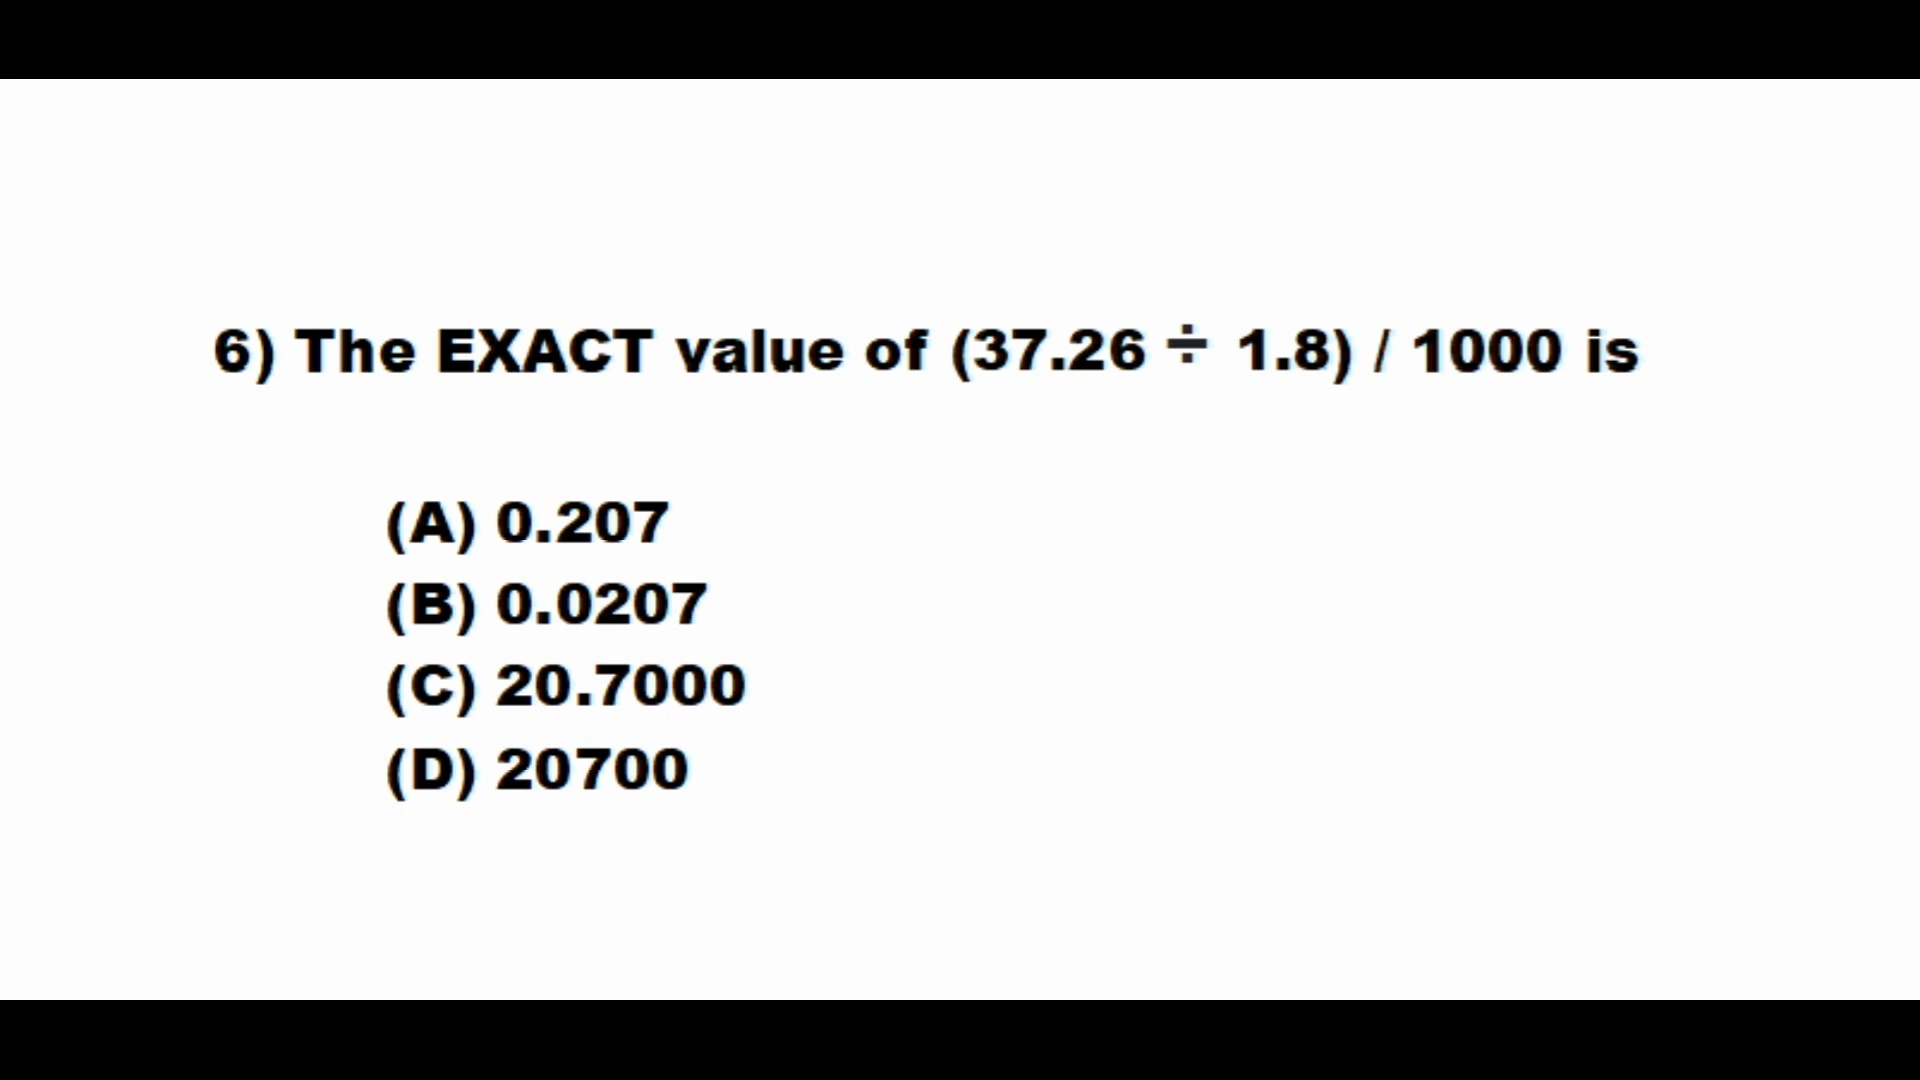 6) The EXACT value of (37.26 ÷ 1.8) / 1000 is
(A) 0.207
(B) 0.0207
(C) 20.7000
(D) 20700